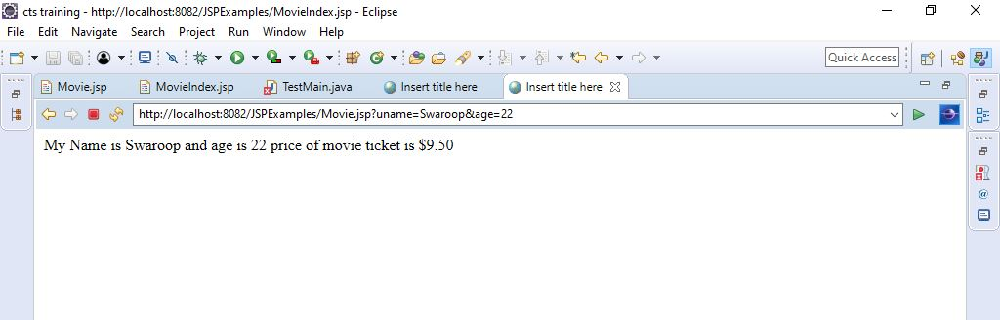 cts training - http://localhost:8082/JSPExamples/MovieIndex.jsp - Eclipse
File Edit Navigate Search Project Run Window Help
Quick Access
Movie.jsp MovieIndex.jsp TestMain.java Insert title here Insert title here
http://localhost:8082/JSPExamples/Movie.jsp?uname=Swaroop&age=22
My Name is Swaroop and age is 22 price of movie ticket is $9.50